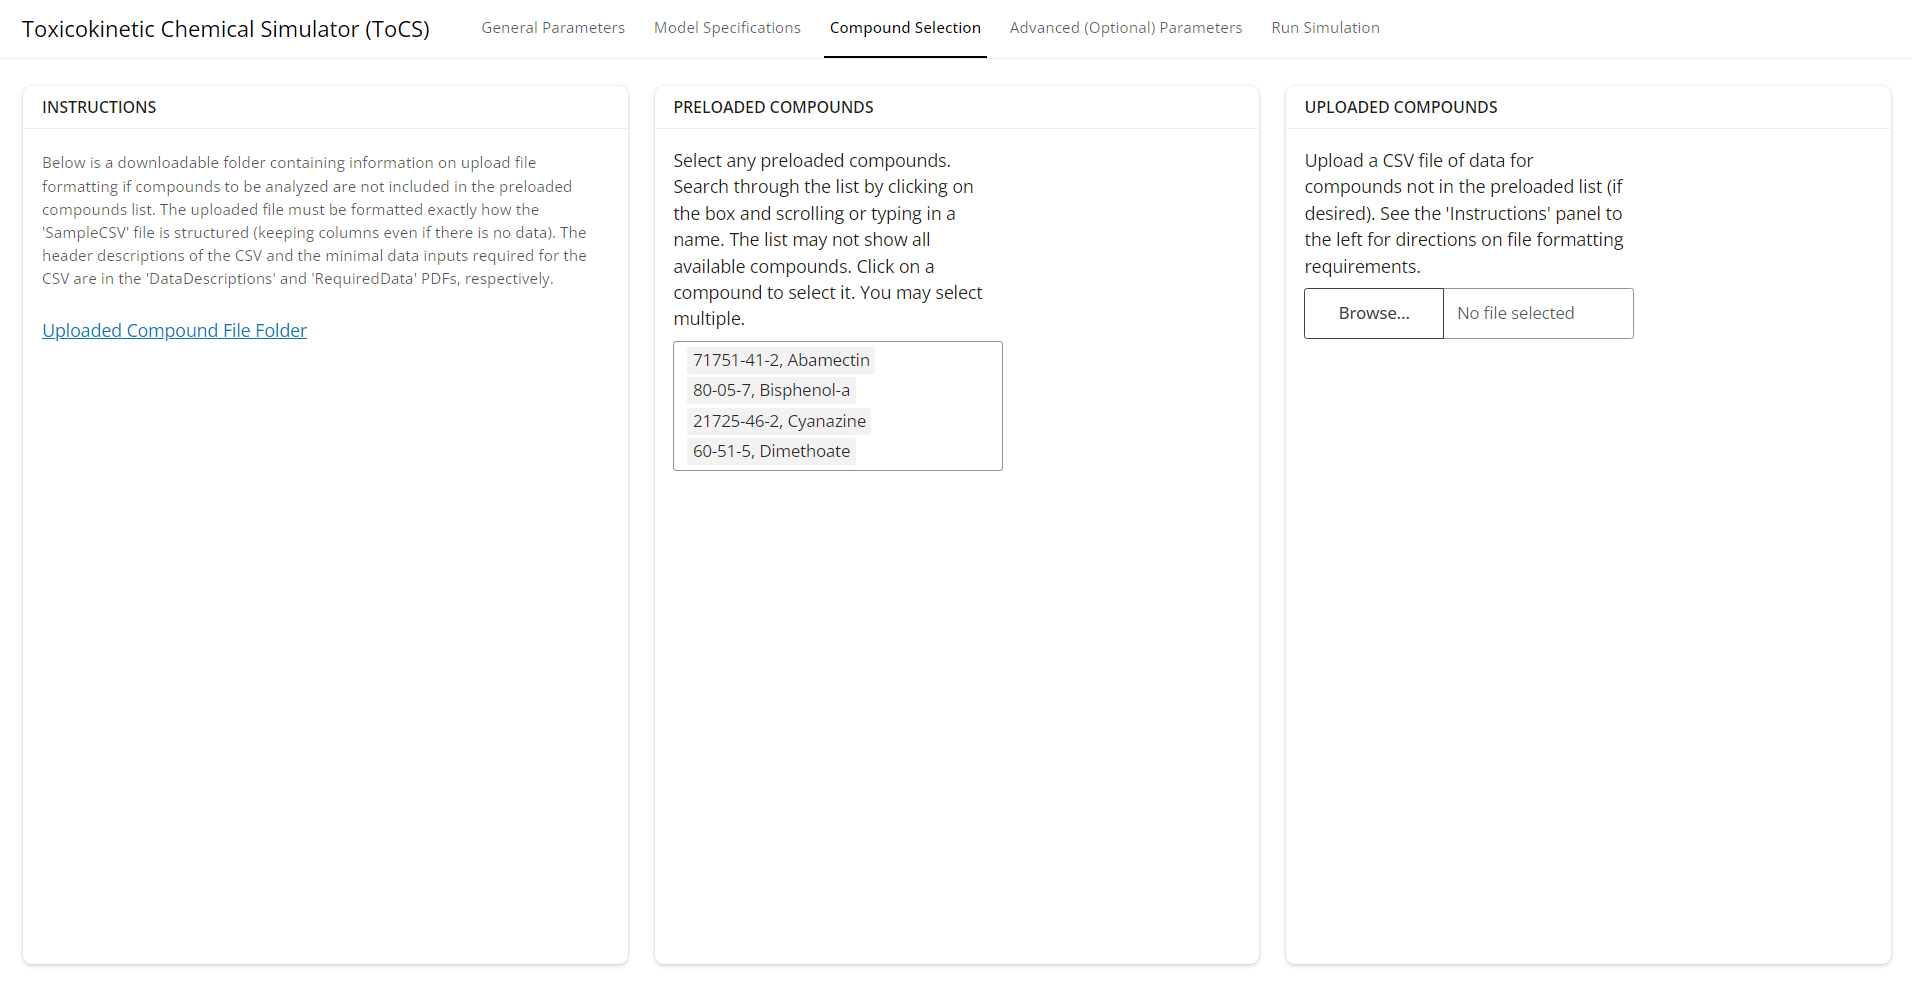 Toxicokinetic Chemical Simulator (ToCS)
General Parameters
Model Specifications
Compound Selection
Advanced (Optional) Parameters
Run Simulation
INSTRUCTIONS
Below is a downloadable folder containing information on upload file
formatting if compounds to be analyzed are not included in the preloaded
compounds list. The uploaded file must be formatted exactly how the
'SampleCSV' file is structured (keeping columns even if there is no data). The
header descriptions of the CSV and the minimal data inputs required for the
CSV are in the 'DataDescriptions' and 'RequiredData' PDFs, respectively.
Uploaded Compound File Folder
PRELOADED COMPOUNDS
Select any preloaded compounds.
Search through the list by clicking on
the box and scrolling or typing in a
name. The list may not show all
available compounds. Click on a
compound to select it. You may select
multiple.
71751-41-2, Abamectin
80-05-7, Bisphenol-a
21725-46-2, Cyanazine
60-51-5, Dimethoate
UPLOADED COMPOUNDS
Upload a CSV file of data for
compounds not in the preloaded list (if
desired). See the 'Instructions' panel to
the left for directions on file formatting
requirements.
Browse...
No file selected